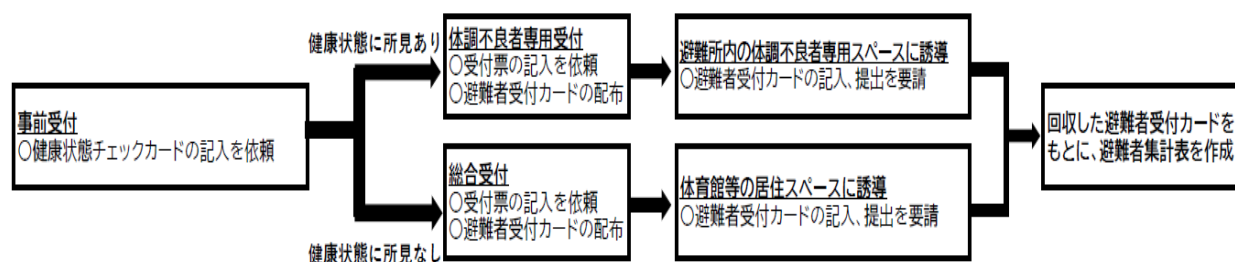 事前受付
○健康状態チェックカードの記入を依頼
健康状態に所見あり
体調不良者専用受付
○受付票の記入を依頼
○避難者受付カードの配布
避難所内の体調不良者専用スペースに誘導
○避難者受付カードの記入、提出を要請
健康状態に所見なし
総合受付
○受付票の記入を依頼
○避難者受付カードの配布
体育館等の居住スペースに誘導
○避難者受付カードの記入、提出を要請
回収した避難者受付カードを
もとに、避難者集計表を作成